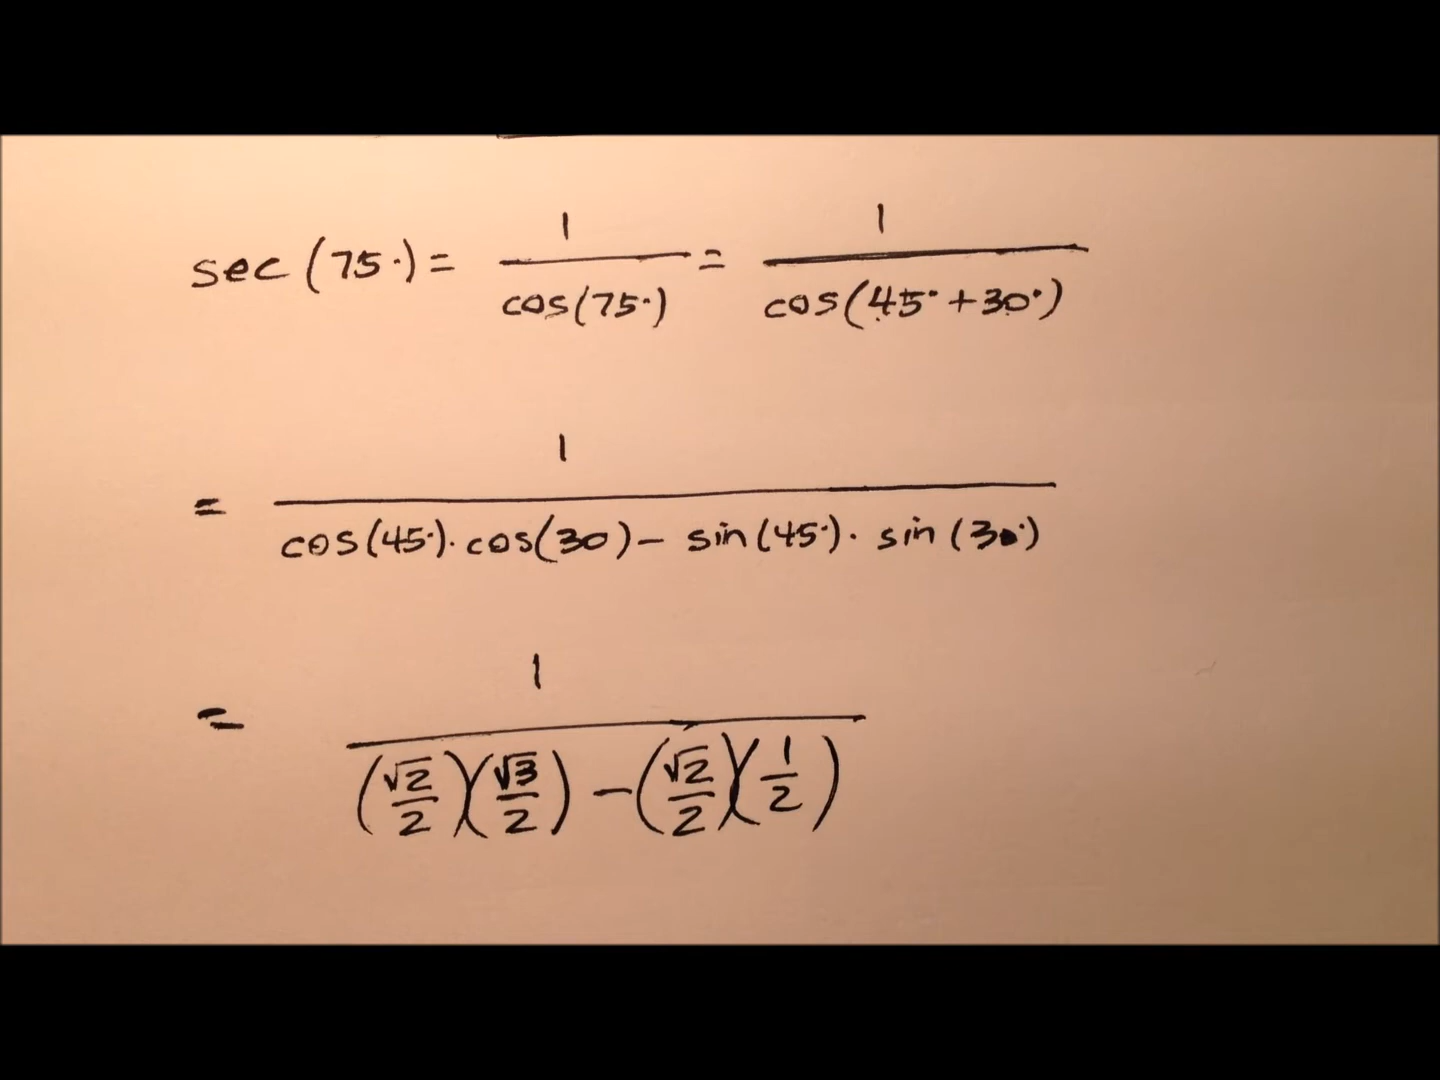 sec(75°) = 1/cos(75°) = 1/cos(45° + 30°)
= 1/cos(45°)·cos(30) - sin(45°)·sin(30°)
= 1/(√2/2)(√3/2) - (√2/2)(1/2)